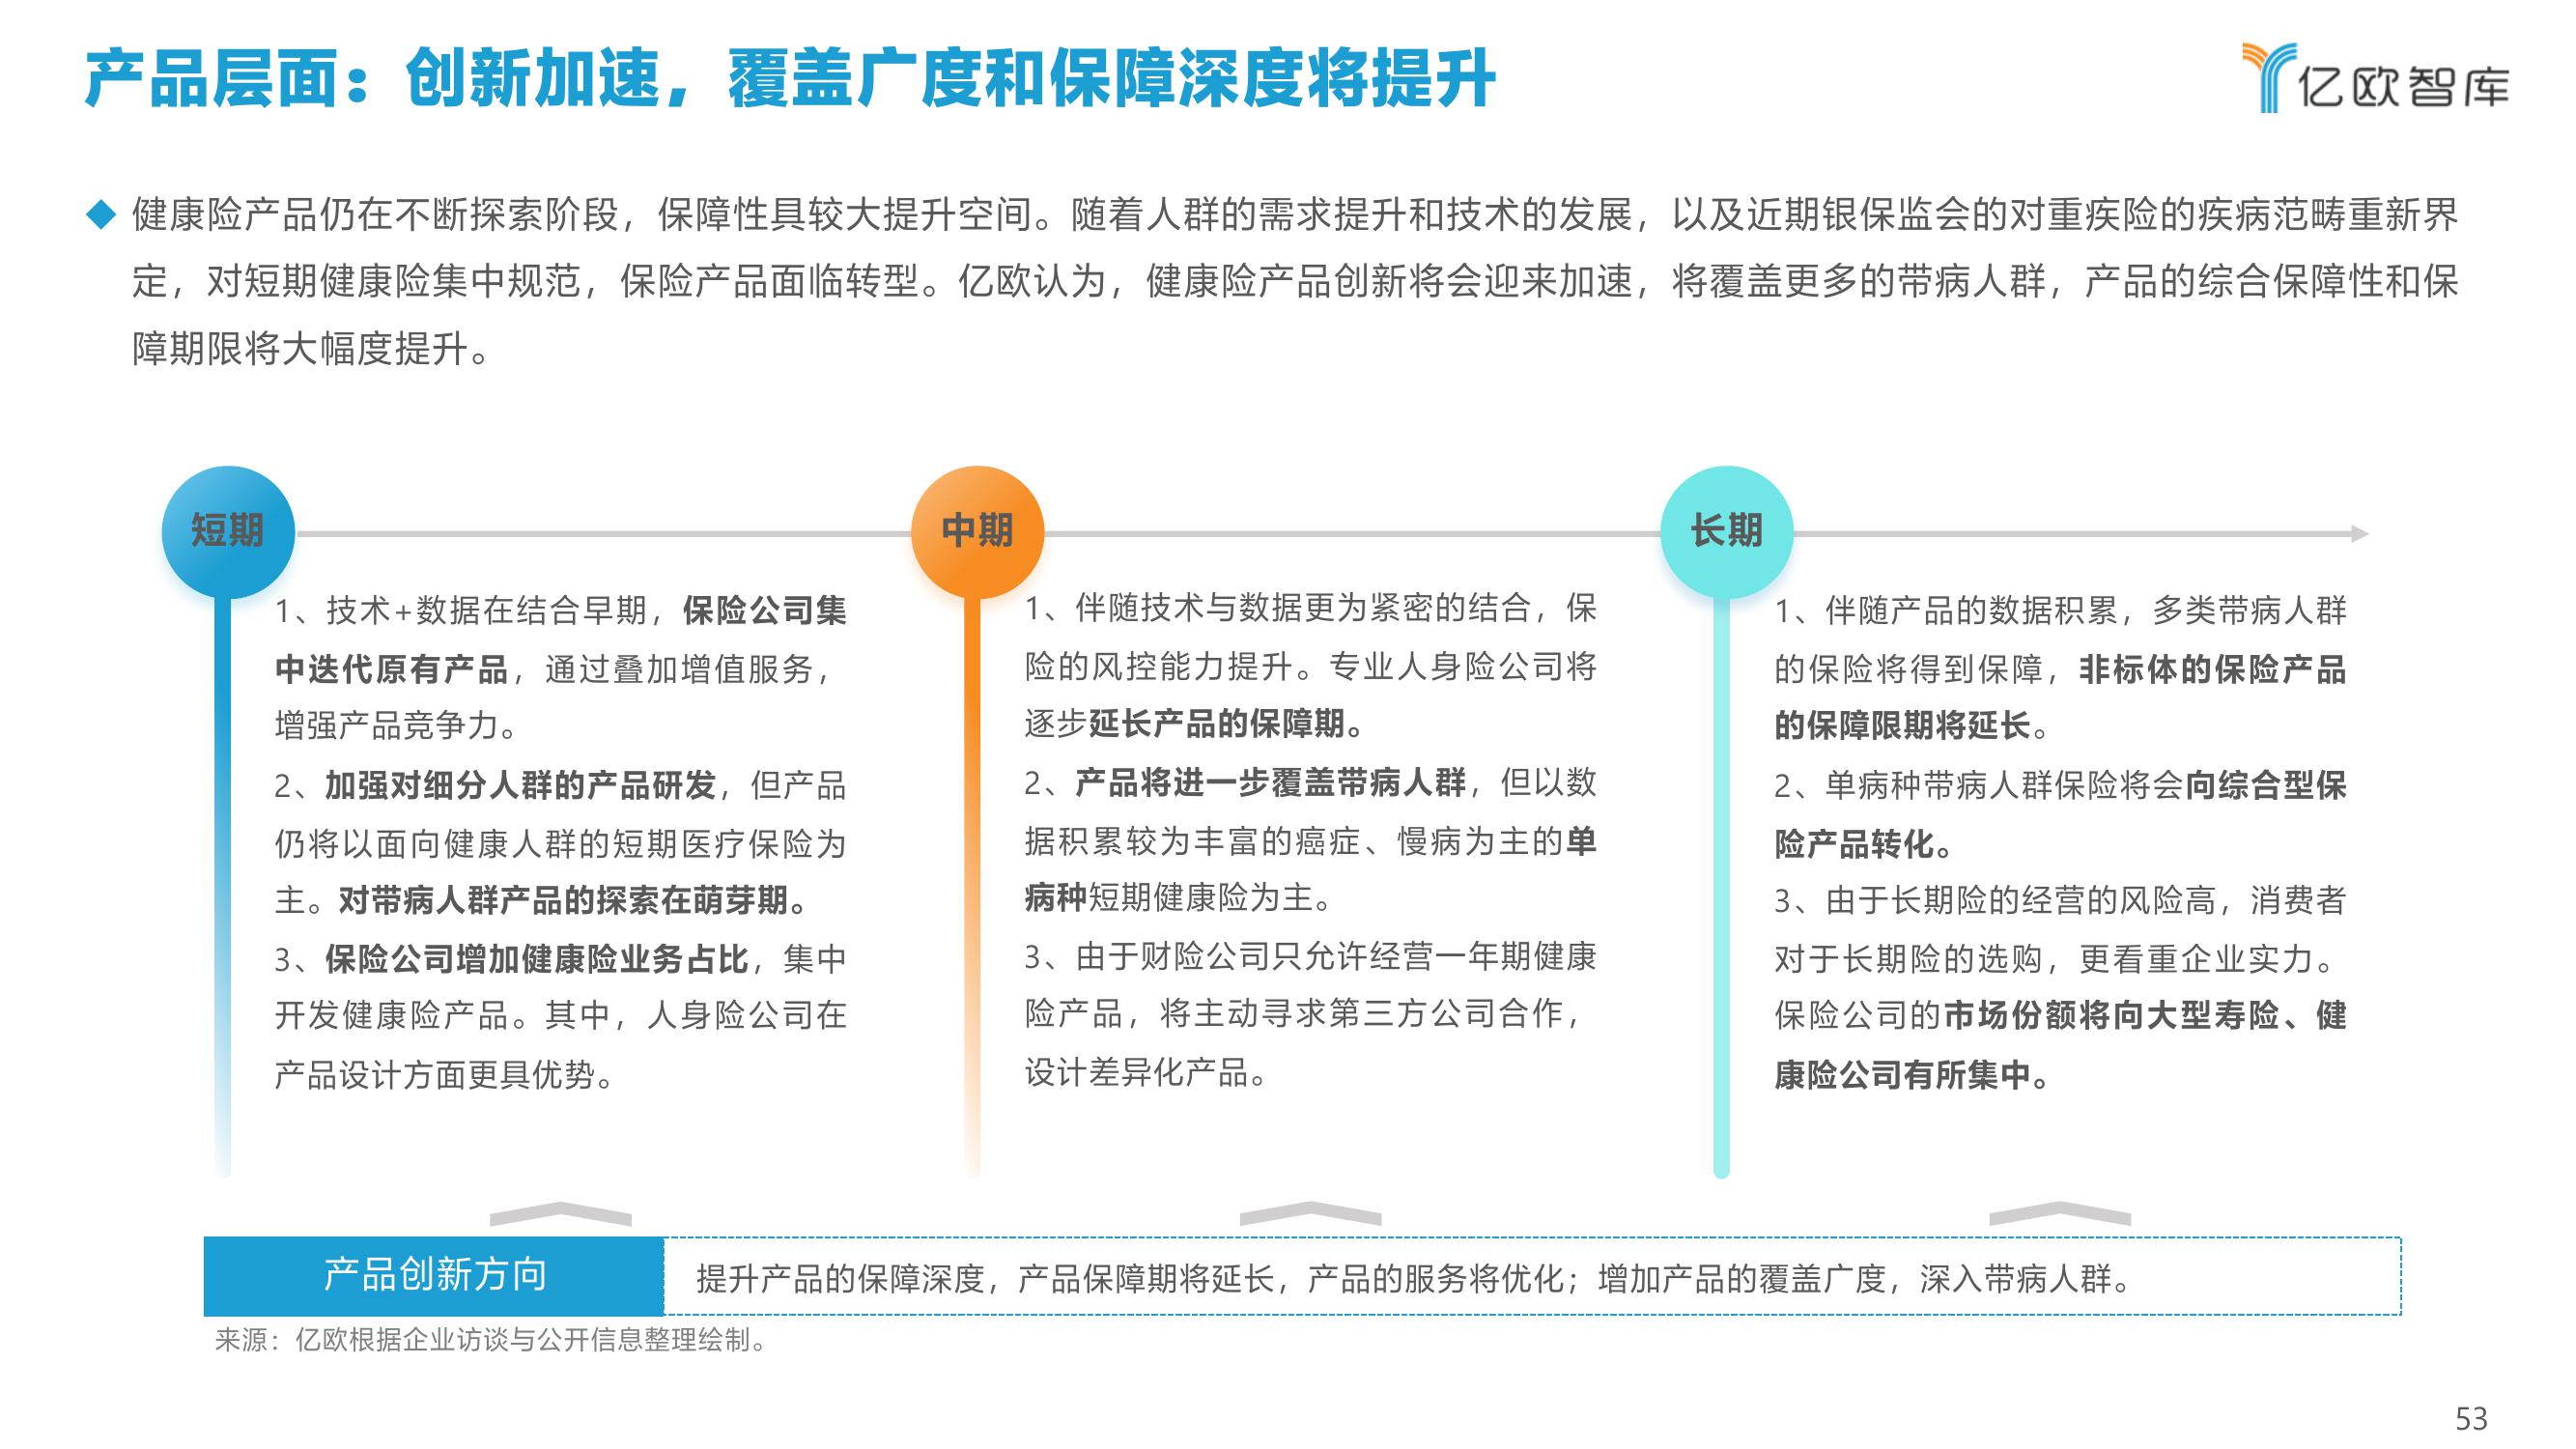 产品层面：创新加速，覆盖广度和保障深度将提升
亿欧智库
健康险产品仍在不断探索阶段，保障性具较大提升空间。随着人群的需求提升和技术的发展，以及近期银保监会的对重疾险的疾病范畴重新界
定，对短期健康险集中规范，保险产品面临转型。亿欧认为，健康险产品创新将会迎来加速，将覆盖更多的带病人群，产品的综合保障性和保
障期限将大幅度提升。
短期
1、技术+数据在结合早期，保险公司集
中迭代原有产品，通过叠加增值服务，
增强产品竞争力。
2、加强对细分人群的产品研发，但产品
仍将以面向健康人群的短期医疗保险为
主。对带病人群产品的探索在萌芽期。
3、保险公司增加健康险业务占比，集中
开发健康险产品。其中，人身险公司在
产品设计方面更具优势。
中期
1、伴随技术与数据更为紧密的结合，保
险的风控能力提升。专业人身险公司将
逐步延长产品的保障期。
2、产品将进一步覆盖带病人群，但以数
据积累较为丰富的癌症、慢病为主的单
病种短期健康险为主。
3、由于财险公司只允许经营一年期健康
险产品，将主动寻求第三方公司合作，
设计差异化产品。
长期
1、伴随产品的数据积累，多类带病人群
的保险将得到保障，非标体的保险产品
的保障限期将延长。
2、单病种带病人群保险将会向综合型保
险产品转化。
3、由于长期险的经营的风险高，消费者
对于长期险的选购，更看重企业实力。
保险公司的市场份额将向大型寿险、健
康险公司有所集中。
产品创新方向
提升产品的保障深度，产品保障期将延长，产品的服务将优化；增加产品的覆盖广度，深入带病人群。
来源：亿欧根据企业访谈与公开信息整理绘制。
53